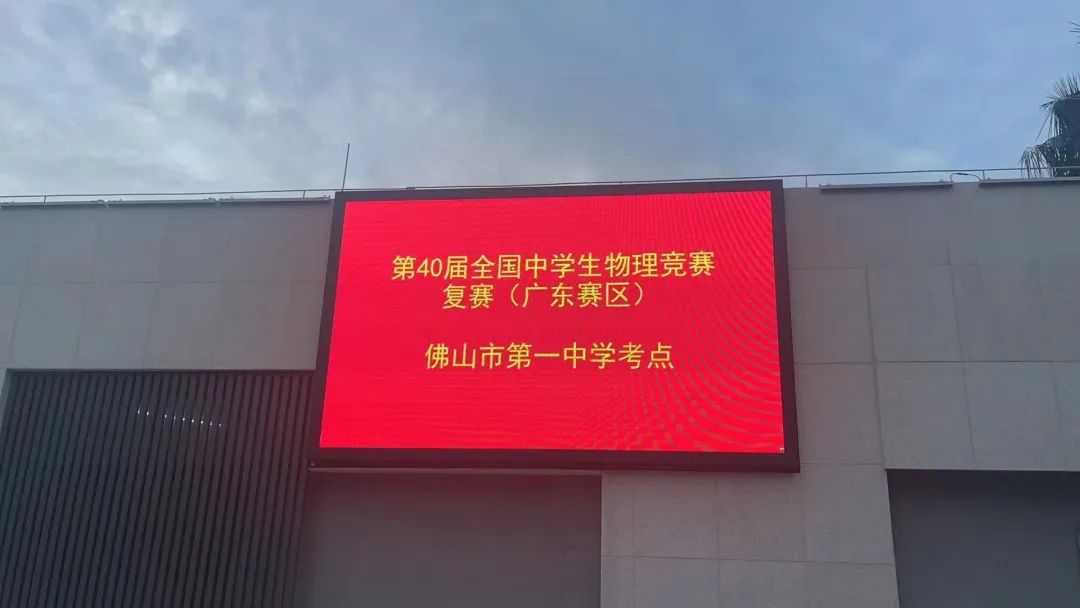 第40届全国中学生物理竞赛
复赛（广东赛区）
佛山市第一中学考点